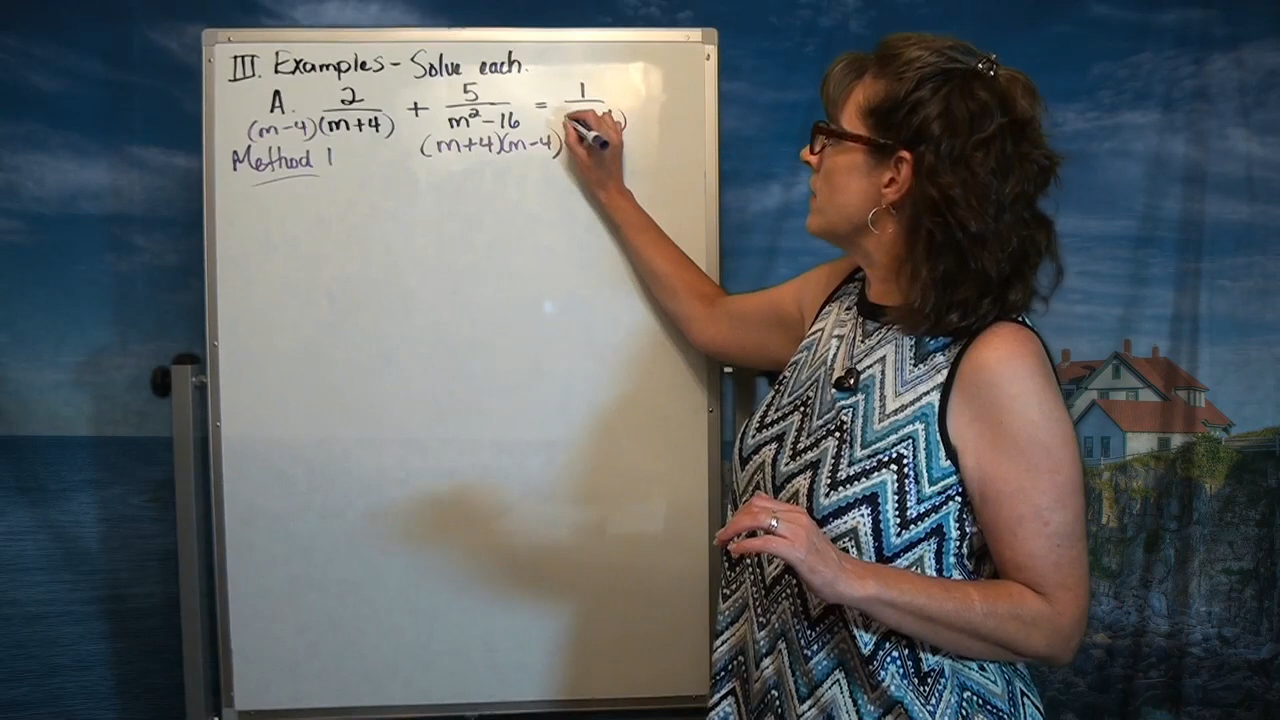 III. Examples - Solve each.
A. 2/(m+4) + 5/m²-16 = 1/
(m-4) (m+4)(m-4)
Method 1